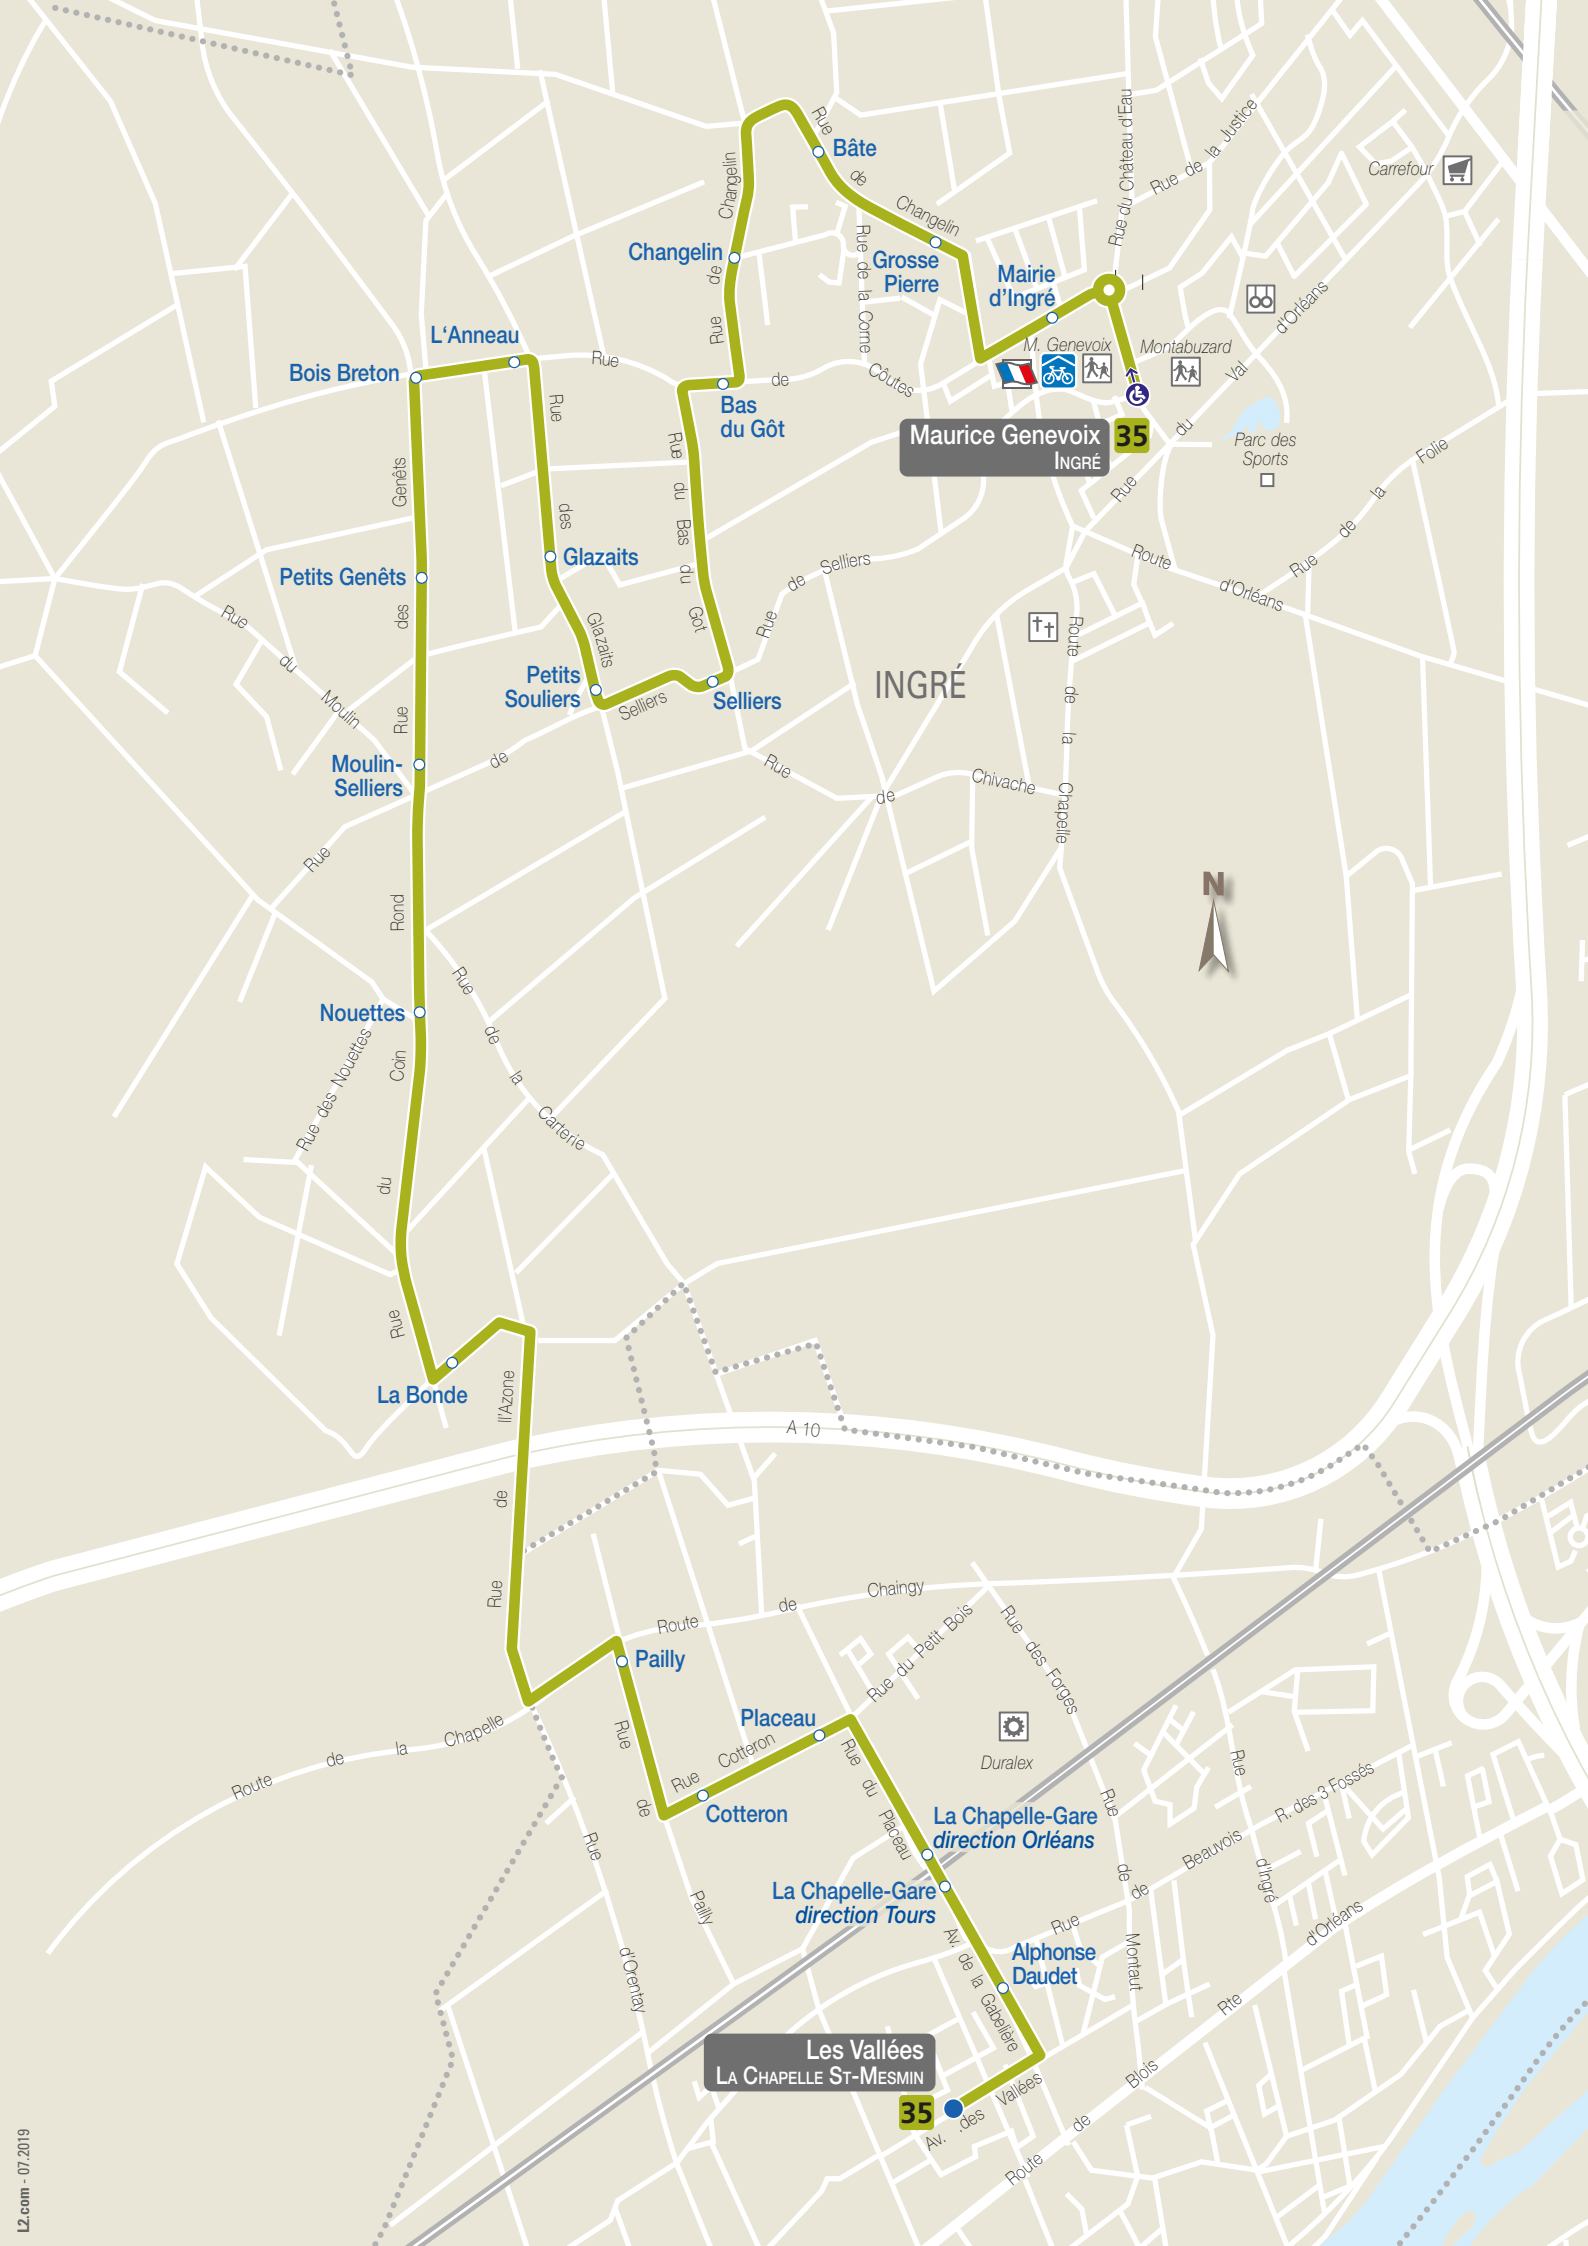 Rue
de
Changelin
Bâte
Changelin
de
Rue
Changelin
Rue de la Corne
Grosse
Pierre
Mairie
d'Ingré
Rue du Château d'Eau
Rue de la Justice
Carrefour
L'Anneau
Bois Breton
Rue
de
Côutes
Bas
du Gôt
M. Genevoix
Montabuzard
Rue
du
Val
d'Orléans
Parc des
Sports
Maurice Genevoix
INGRÉ
35
Rue
de
la
Folie
Route
d'Orléans
Genêts
des
Rue
Petits Genêts
Rue
des
Glazaits
Glazaits
Rue
du
Bas
du
Got
Rue
de
Selliers
Petits
Souliers
Selliers
Selliers
de
Rue
Rue
du
Moulin
Moulin-
Selliers
INGRÉ
Route
de
la
Chapelle
Rue
de
Chivache
N
Rond
Coin
du
Rue
Nouettes
Rue des Nouettes
Rue
de
la
Carterie
La Bonde
Il'Azone
de
Rue
A 10
Route
de
Chaingy
Pailly
Rue
de
Pailly
Rue du Petit Bois
Rue des Forges
Placeau
Rue
Cotteron
Cotteron
Route
de
la
Chapelle
Duralex
Rue
du
Placeau
La Chapelle-Gare
direction Orléans
La Chapelle-Gare
direction Tours
Rue
de
Montaut
Rue
d'Ingré
R. des 3 Fossés
Rue
de
Beauvois
Rue
d'Orentay
Av. de la Gabelière
Alphonse
Daudet
Rte
d'Orléans
Les Vallées
LA CHAPELLE ST-MESMIN
35
Av. des Vallées
Route
de
Blois
L2.com - 07.2019